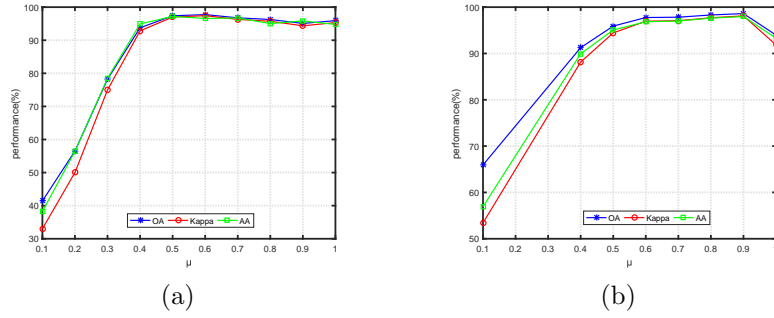 100
90
80
70
60
50
40
30
performance(%)
0.1 0.2 0.3 0.4 0.5 0.6 0.7 0.8 0.9 1
μ
OA Kappa AA
(a)
100
90
80
70
60
50
performance(%)
0.1 0.2 0.3 0.4 0.5 0.6 0.7 0.8 0.9
μ
OA Kappa AA
(b)